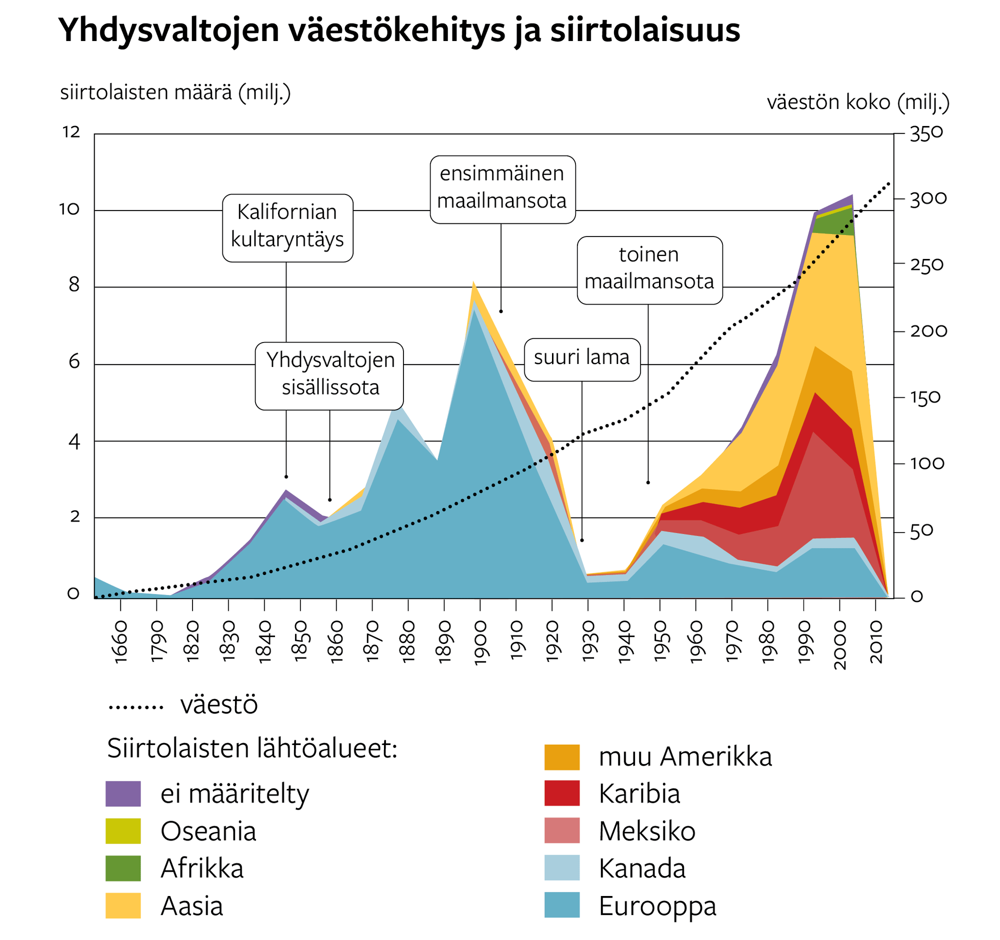 Yhdysvaltojen väestökehitys ja siirtolaisuus
siirtolaisten määrä (milj.)
väestön koko (milj.)
12
10
8
6
4
2
0
350
300
250
200
150
100
50
0
Kalifornian
kultaryntäys
ensimmäinen
maailmansota
toinen
maailmansota
Yhdysvaltojen
sisällissota
suuri lama
1660
1790
1820
1830
1840
1850
1860
1870
1880
1890
1900
1910
1920
1930
1940
1950
1960
1970
1980
1990
2000
2010
väestö
Siirtolaisten lähtöalueet:
ei määritelty
Oseania
Afrikka
Aasia
muu Amerikka
Karibia
Meksiko
Kanada
Eurooppa